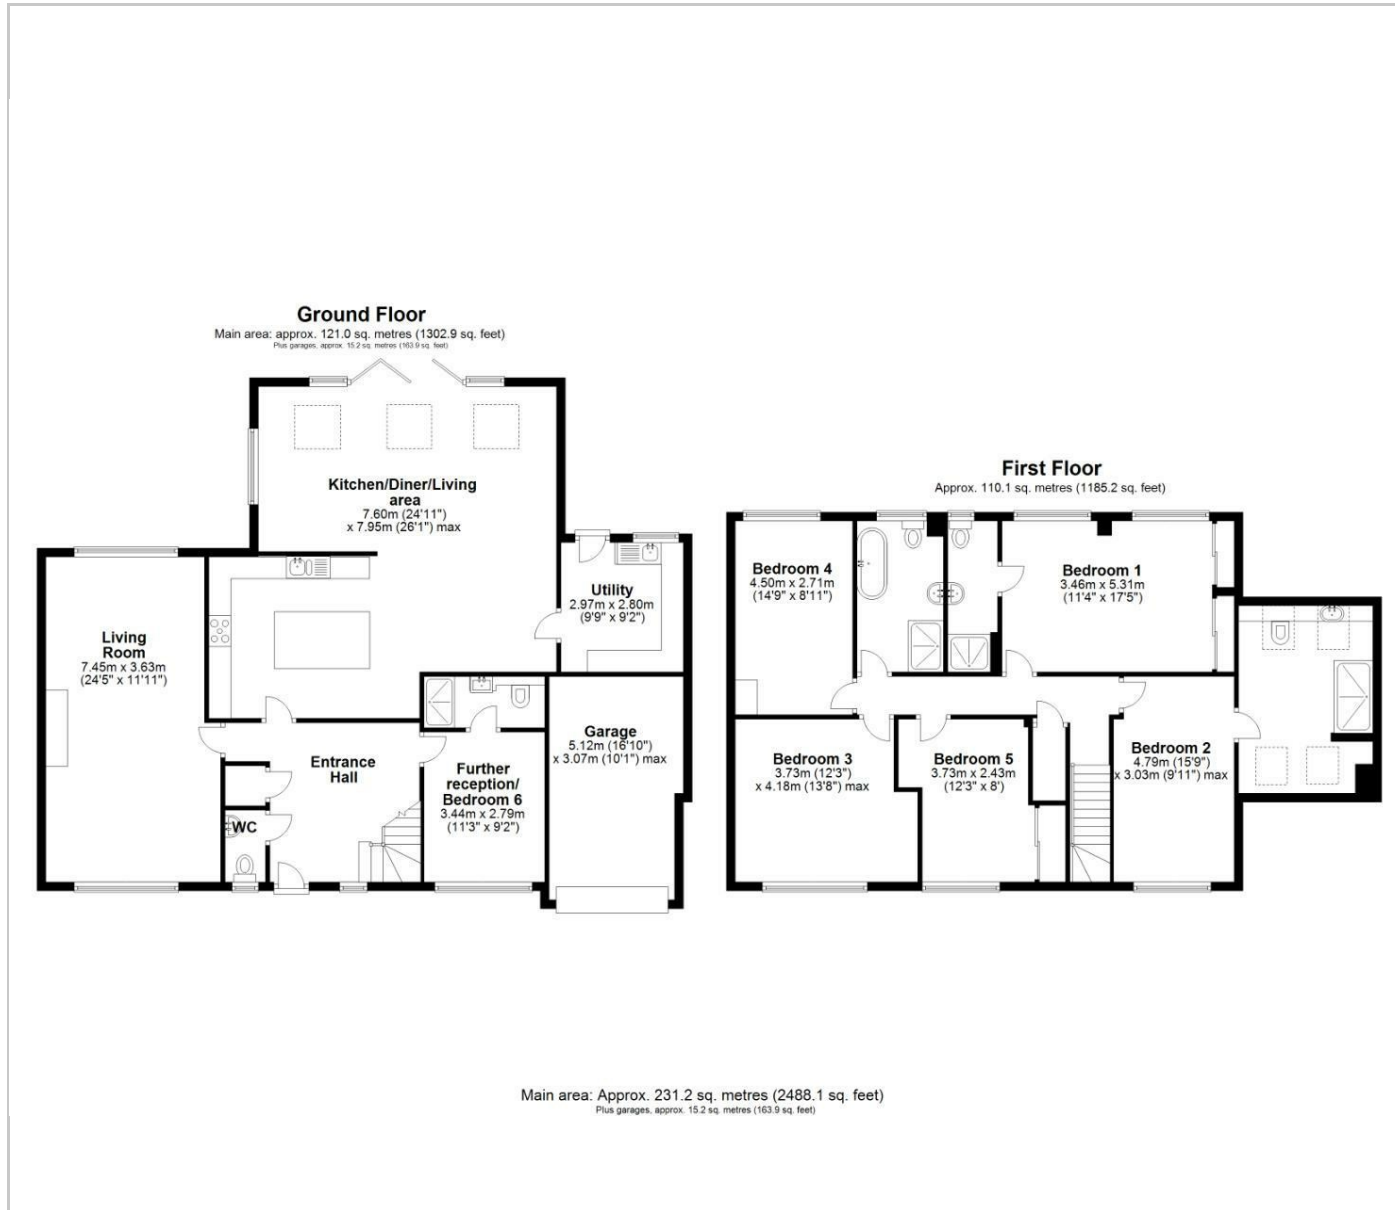 Ground Floor
Main area: approx. 121.0 sq. metres (1302.9 sq. feet)
Plus garages, approx. 15.2 sq. metres (163.9 sq. feet)
Kitchen/Diner/Living
area
7.60m (24'11")
x 7.95m (26'1") max
Utility
2.97m x 2.80m
(9'9" x 9'2")
Living
Room
7.45m x 3.63m
(24'5" x 11'11")
Entrance
Hall
WC
Further
reception/
Bedroom 6
3.44m x 2.79m
(11'3" x 9'2")
Garage
5.12m (16'10")
x 3.07m (10'1") max
First Floor
Approx. 110.1 sq. metres (1185.2 sq. feet)
Bedroom 4
4.50m x 2.71m
(14'9" x 8'11")
Bedroom 1
3.46m x 5.31m
(11'4" x 17'5")
Bedroom 3
3.73m (12'3")
x 4.18m (13'8") max
Bedroom 5
3.73m x 2.43m
(12'3" x 8')
Bedroom 2
4.79m (15'9")
x 3.03m (9'11") max
Main area: Approx. 231.2 sq. metres (2488.1 sq. feet)
Plus garages, approx. 15.2 sq. metres (163.9 sq. feet)